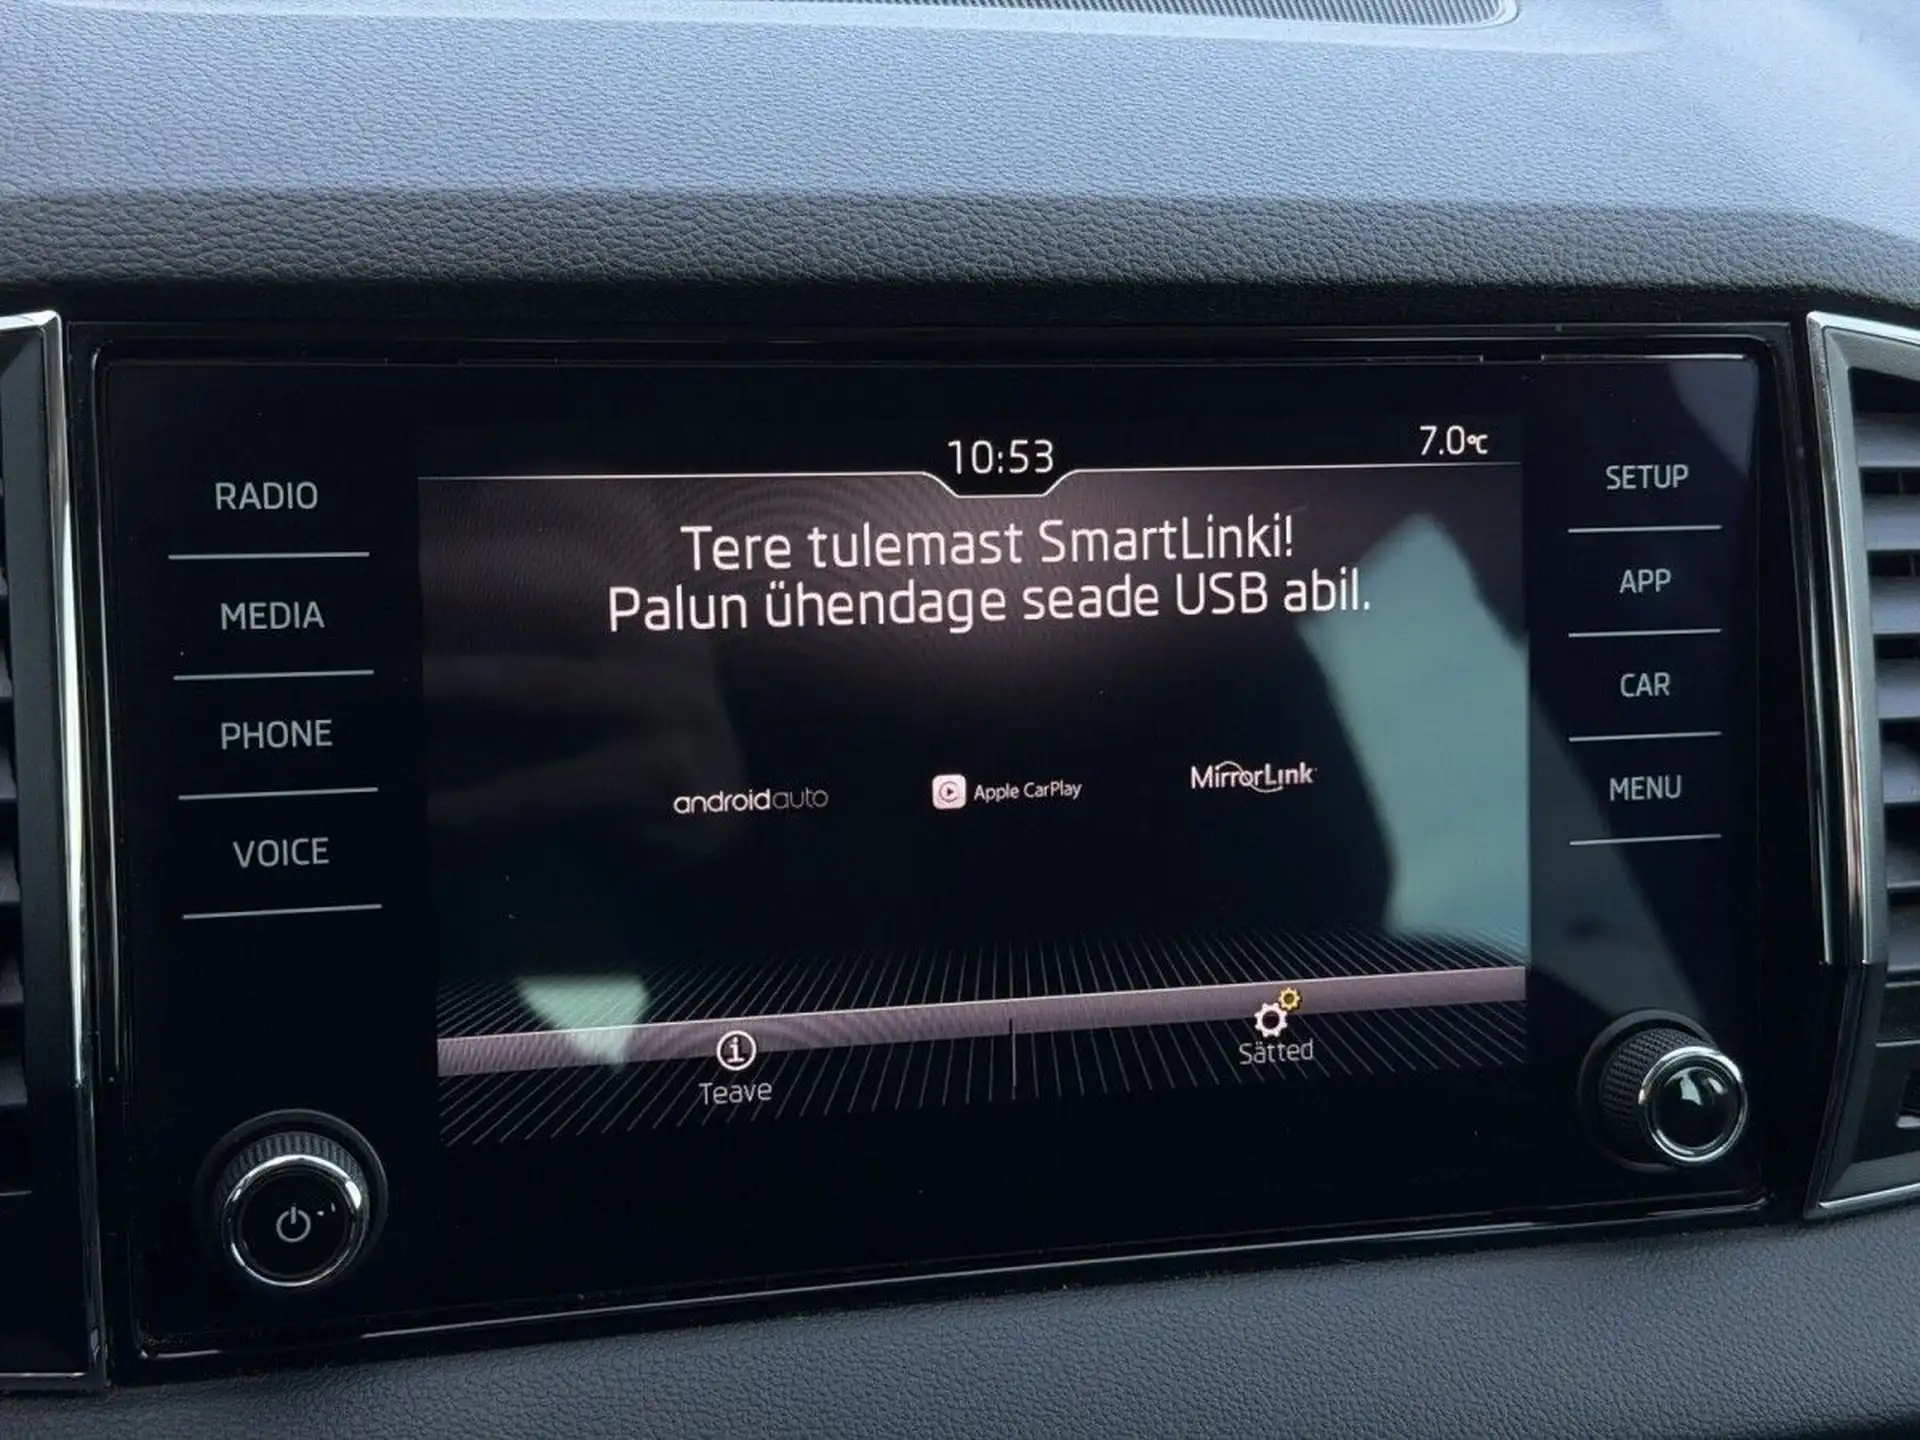 10:53
7.0°C
RADIO
MEDIA
PHONE
VOICE
Tere tulemast SmartLinki!
Palun ühendage seade USB abil.
androidauto
Apple CarPlay
MirrorLink
Teave
Sätted
SETUP
APP
CAR
MENU